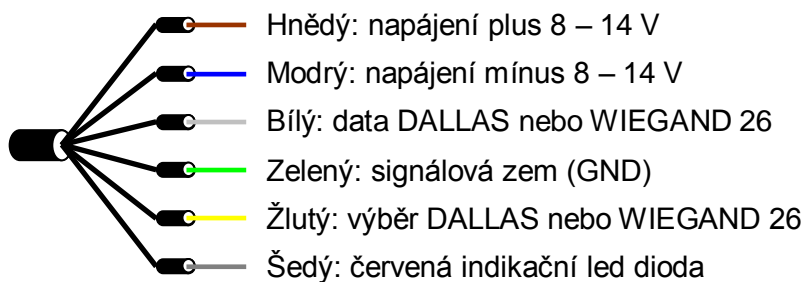 Hnědý: napájení plus 8 – 14 V
Modrý: napájení mínus 8 – 14 V
Bílý: data DALLAS nebo WIEGAND 26
Zelený: signálová zem (GND)
Žlutý: výběr DALLAS nebo WIEGAND 26
Šedý: červená indikační led dioda